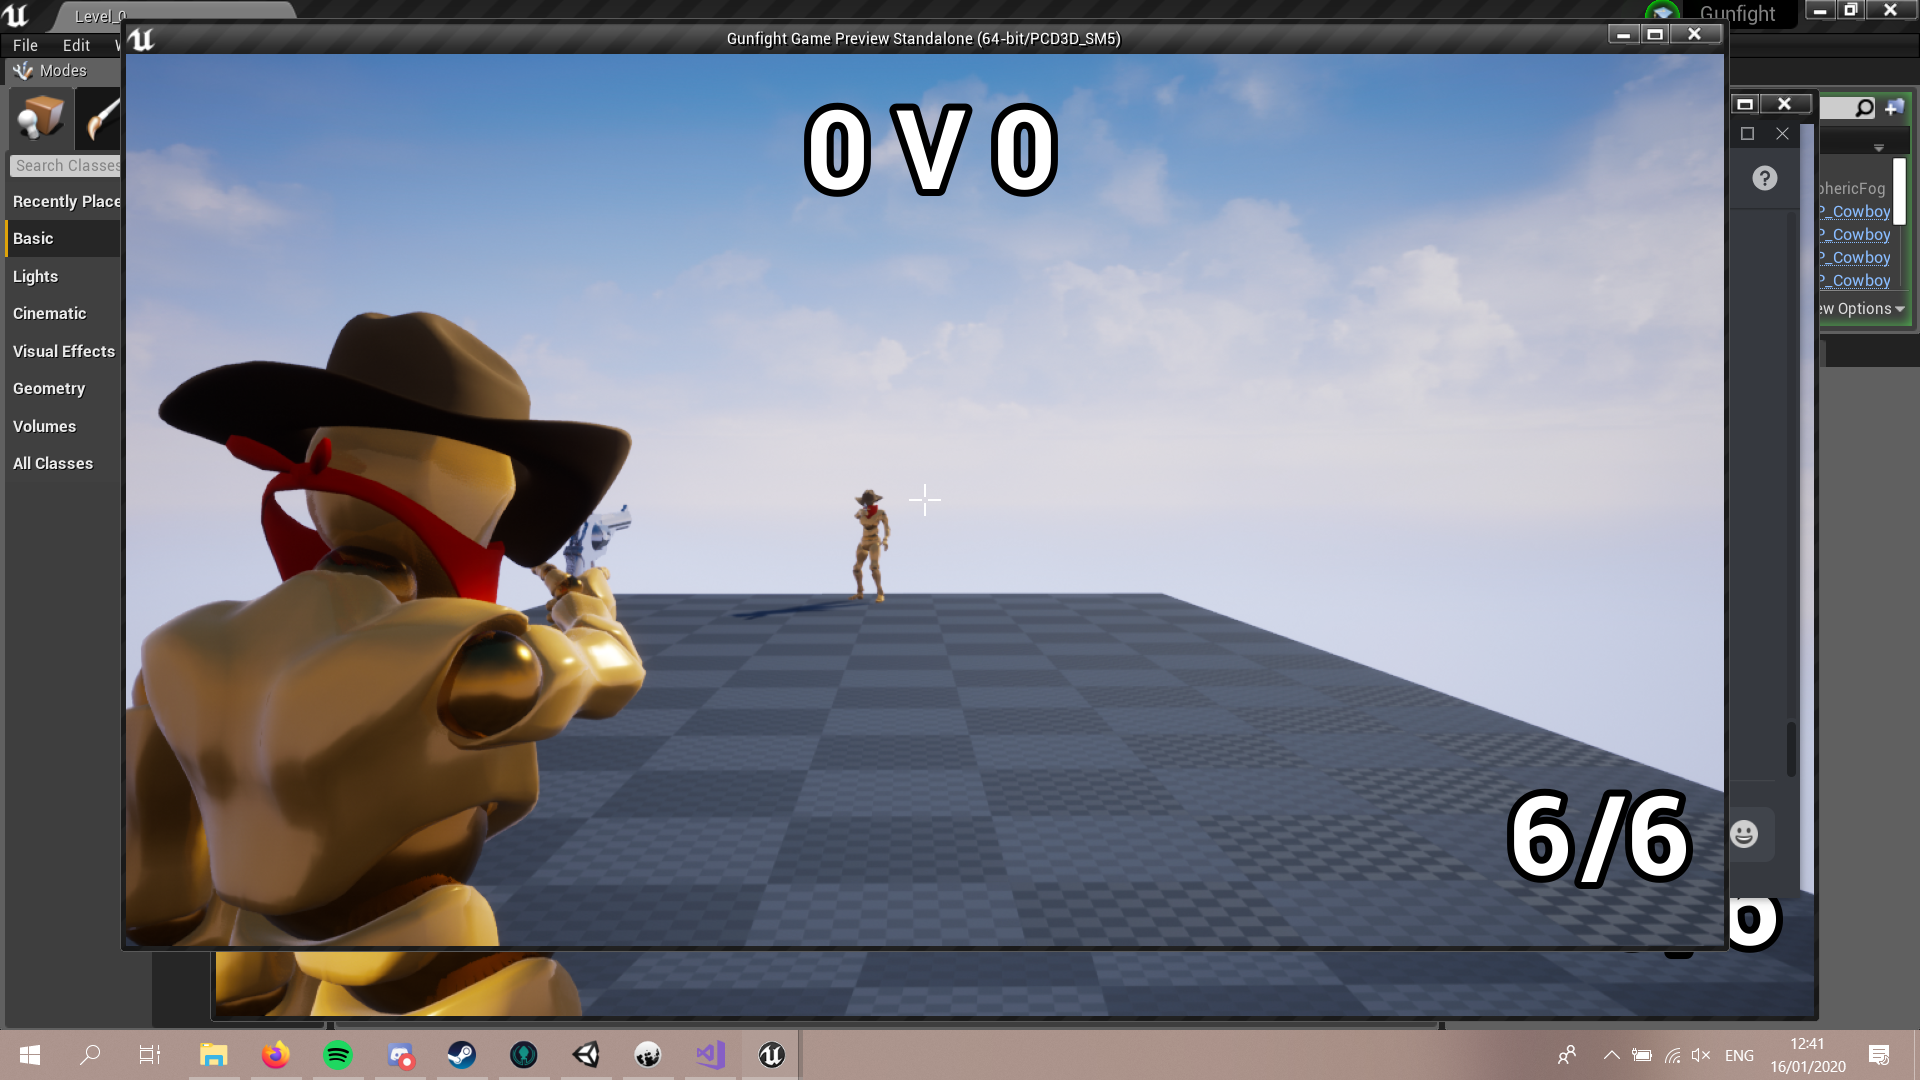 Level_0
Gunfight
File Edit
Gunfight Game Preview Standalone (64-bit/PCD3D_SM5)
Modes
Search Classes
Recently Place
Basic
Lights
Cinematic
Visual Effects
Geometry
Volumes
All Classes
0 V 0
phericFog
P_Cowboy
P_Cowboy
P_Cowboy
P_Cowboy
ew Options
6/6
6
ENG
12:41
16/01/2020